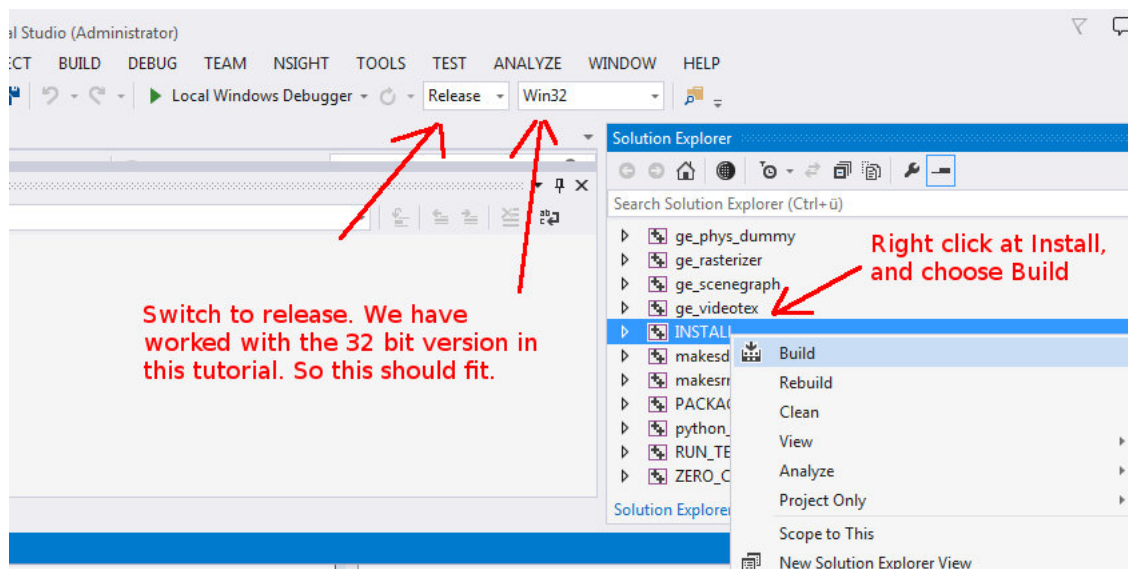 al Studio (Administrator)
ECT BUILD DEBUG TEAM NSIGHT TOOLS TEST ANALYZE WINDOW HELP
Local Windows Debugger Release Win32
Solution Explorer
Search Solution Explorer (Ctrl+ü)
ge_phys_dummy
ge_rasterizer
ge_scenegraph
ge_videotex
INSTALL
makesd
makesrn
PACKAG
python_
RUN_TE
ZERO_C
Solution Explorer
Right click at Install,
and choose Build
Switch to release. We have
worked with the 32 bit version in
this tutorial. So this should fit.
Build
Rebuild
Clean
View
Analyze
Project Only
Scope to This
New Solution Explorer View